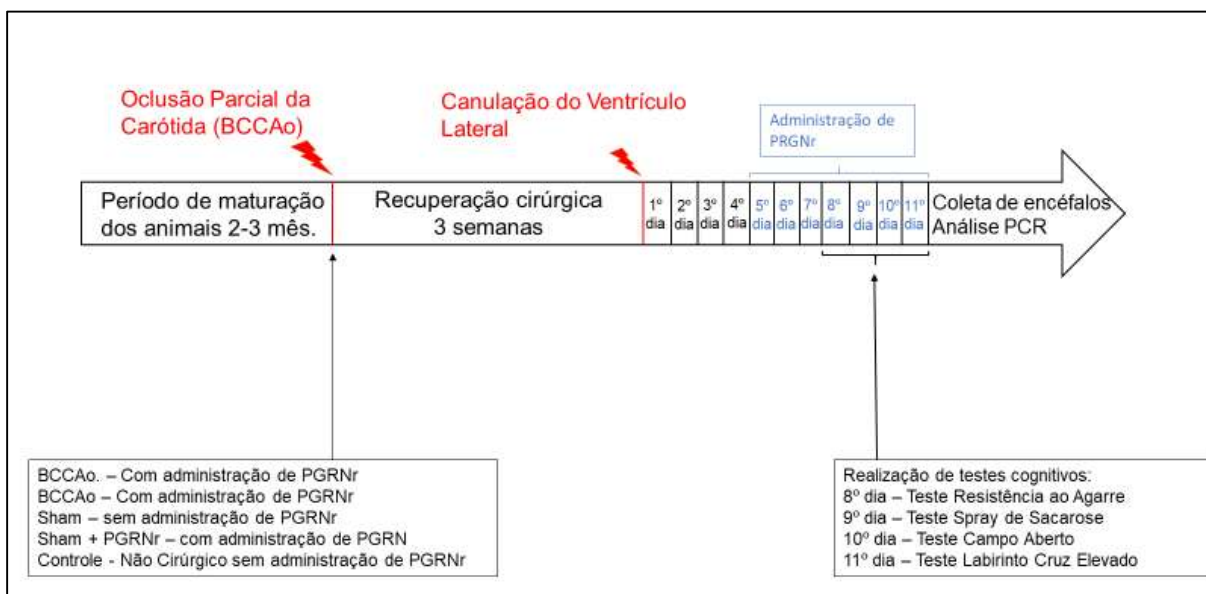 Oclusão Parcial da
Carótida (BCCAo)
Canulação do Ventrículo
Lateral
Administração de
PRGNr
Período de maturação
dos animais 2-3 mês.
Recuperação cirúrgica
3 semanas
1º
dia
2º
dia
3º
dia
4º
dia
5º
dia
6º
dia
7º
dia
8º
dia
9º
dia
10º
dia
11º
dia
Coleta de encéfalos
Análise PCR
BCCAo. – Com administração de PGRNr
BCCAo – Com administração de PGRNr
Sham – sem administração de PGRNr
Sham + PGRNr – com administração de PGRN
Controle - Não Cirúrgico sem administração de PGRNr
Realização de testes cognitivos:
8º dia – Teste Resistência ao Agarre
9º dia – Teste Spray de Sacarose
10º dia – Teste Campo Aberto
11º dia – Teste Labirinto Cruz Elevado